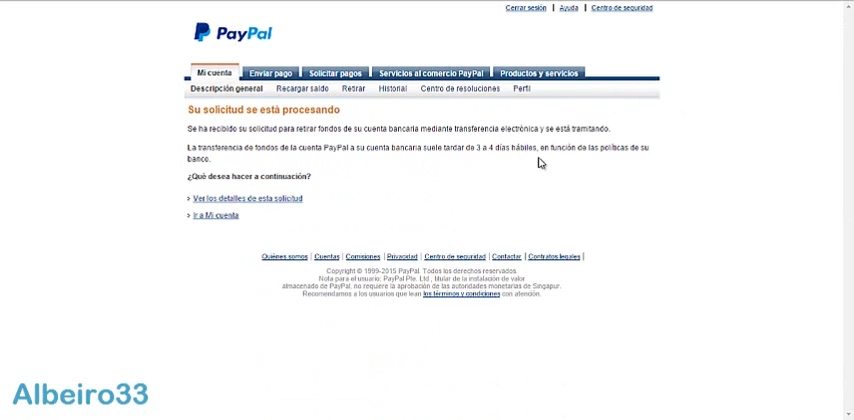 Cerrar sesión | Ayuda | Centro de seguridad
PayPal
Mi cuenta Enviar pago Solicitar pagos Servicios al comercio PayPal Productos y servicios
Descripción general Recargar saldo Retirar Historial Centro de resoluciones Perfil
Su solicitud se está procesando
Se ha recibido su solicitud para retirar fondos de su cuenta bancaria mediante transferencia electrónica y se está tramitando.
La transferencia de fondos de la cuenta PayPal a su cuenta bancaria suele tardar de 3 a 4 días hábiles, en función de las políticas de su
banco.
¿Qué desea hacer a continuación?
› Ver los detalles de esta solicitud
› Ir a Mi cuenta
Quiénes somos | Cuentas | Comisiones | Privacidad | Centro de seguridad | Contactar | Contratos legales |
Copyright © 1999-2015 PayPal. Todos los derechos reservados.
Nota para el usuario: PayPal Pte. Ltd., titular de la instalación de valor
almacenado de PayPal, no requiere la aprobación de las autoridades monetarias de Singapur.
Recomendamos a los usuarios que lean los términos y condiciones con atención.
Albeiro33